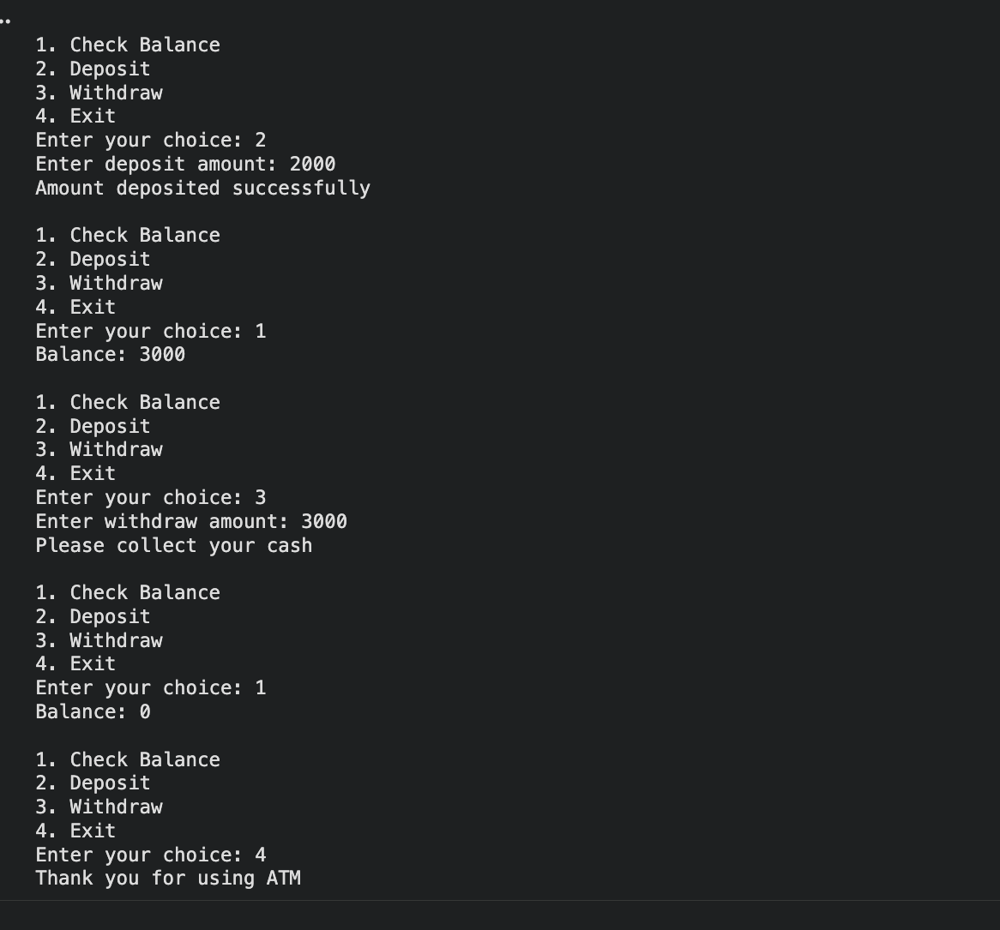 1. Check Balance
2. Deposit
3. Withdraw
4. Exit
Enter your choice: 2
Enter deposit amount: 2000
Amount deposited successfully

1. Check Balance
2. Deposit
3. Withdraw
4. Exit
Enter your choice: 1
Balance: 3000

1. Check Balance
2. Deposit
3. Withdraw
4. Exit
Enter your choice: 3
Enter withdraw amount: 3000
Please collect your cash

1. Check Balance
2. Deposit
3. Withdraw
4. Exit
Enter your choice: 1
Balance: 0

1. Check Balance
2. Deposit
3. Withdraw
4. Exit
Enter your choice: 4
Thank you for using ATM